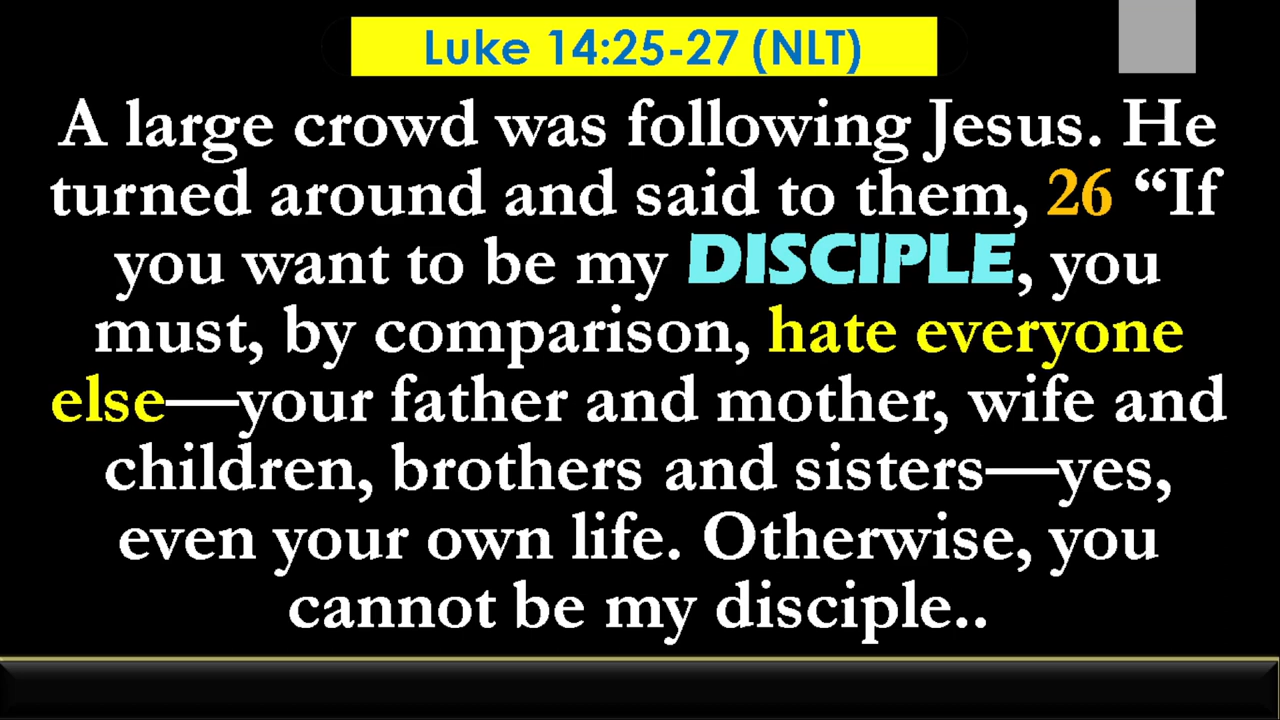 Luke 14:25-27 (NLT)
A large crowd was following Jesus. He
turned around and said to them, 26 “If
you want to be my DISCIPLE, you
must, by comparison, hate everyone
else—your father and mother, wife and
children, brothers and sisters—yes,
even your own life. Otherwise, you
cannot be my disciple..